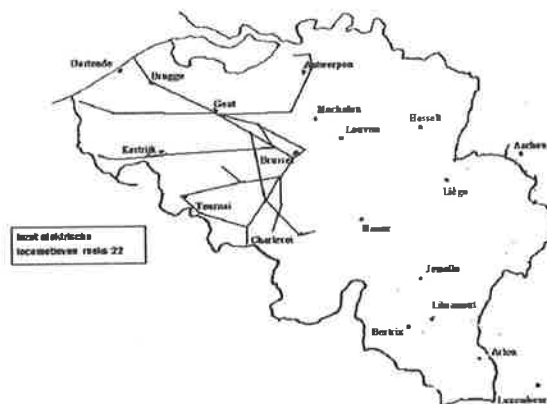 Oostende
Brugge
Antwerpen
Gent
Mechelen
Leuven
Hasselt
Kortrijk
Brussel
Aachen
Liège
Tournai
Namur
Charleroi
Inzet elektrische
locomotieven reeks 22
Jemelle
Libramont
Bertrix
Arlon
Luxembourg